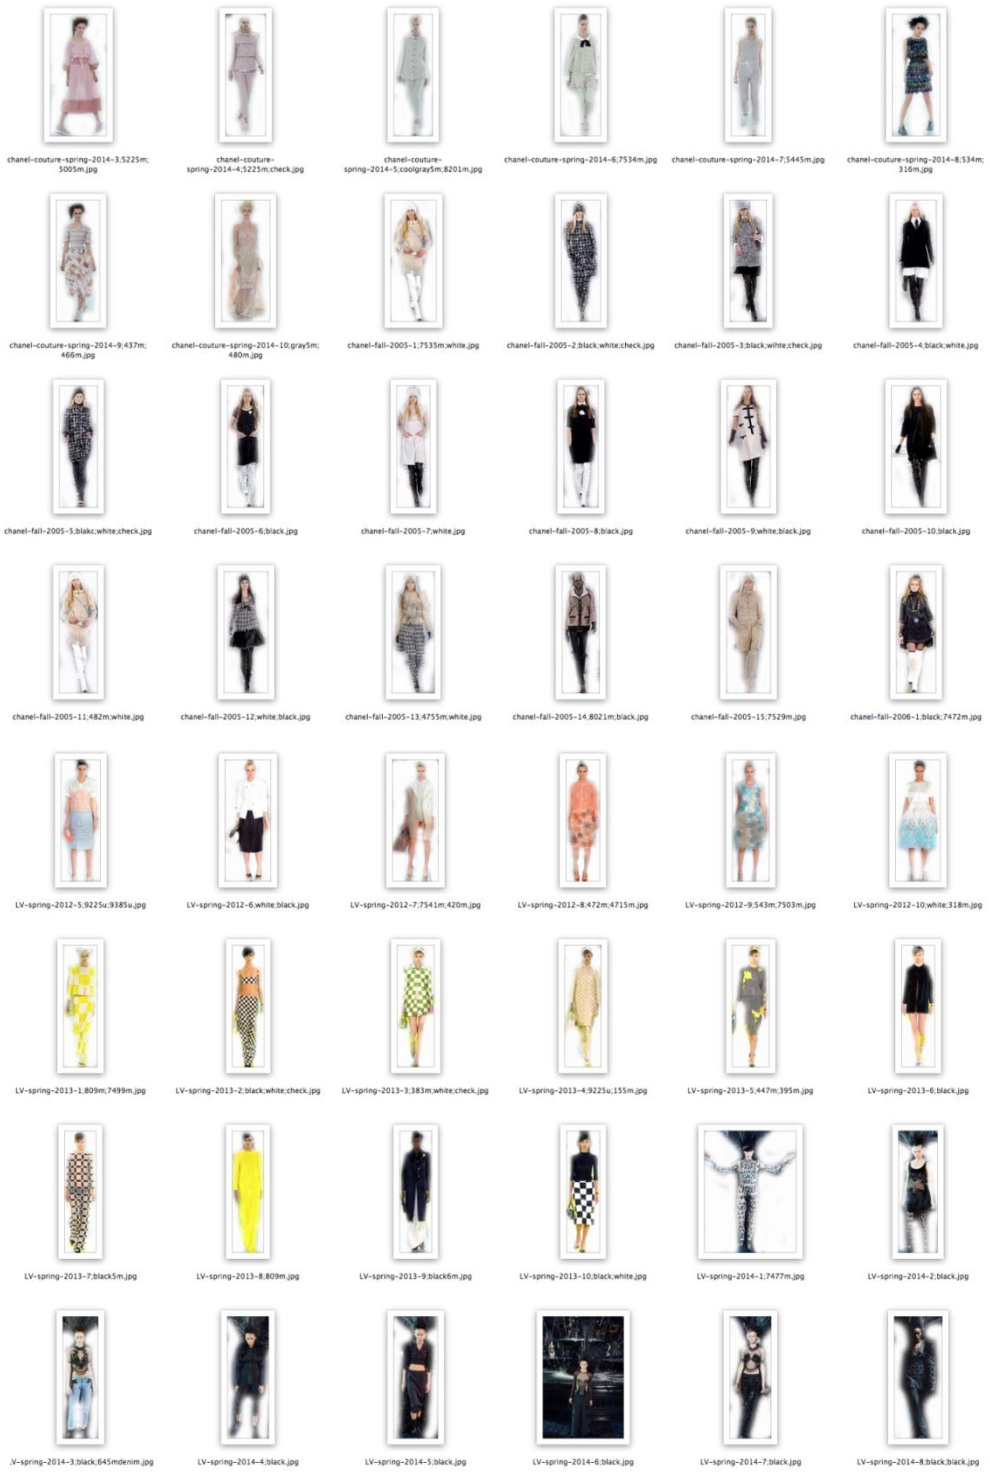 chanel-couture-spring-2014-3;5225m;
5005m.jpg
chanel-couture-
spring-2014-4;5225m;check.jpg
chanel-couture-
spring-2014-5;coolgray5m;8201m.jpg
chanel-couture-spring-2014-6;7534m.jpg
chanel-couture-spring-2014-7;5445m.jpg
chanel-couture-spring-2014-8;534m;
316m.jpg
chanel-couture-spring-2014-9;437m;
466m.jpg
chanel-couture-spring-2014-10;gray5m;
480m.jpg
chanel-fall-2005-1;7535m;white.jpg
chanel-fall-2005-2;black;white;check.jpg
chanel-fall-2005-3;black;wihte;check.jpg
chanel-fall-2005-4;black;white.jpg
chanel-fall-2005-5;blakc;white;check.jpg
chanel-fall-2005-6;black.jpg
chanel-fall-2005-7;white.jpg
chanel-fall-2005-8;black.jpg
chanel-fall-2005-9;white;black.jpg
chanel-fall-2005-10;black.jpg
chanel-fall-2005-11;482m;white.jpg
chanel-fall-2005-12;white;black.jpg
chanel-fall-2005-13;4755m;white.jpg
chanel-fall-2005-14;8021m;black.jpg
chanel-fall-2005-15;7529m.jpg
chanel-fall-2006-1;black;7472m.jpg
LV-spring-2012-5;9225u;9385u.jpg
LV-spring-2012-6;white;black.jpg
LV-spring-2012-7;7541m;420m.jpg
LV-spring-2012-8;472m;4715m.jpg
LV-spring-2012-9;543m;7503m.jpg
LV-spring-2012-10;white;318m.jpg
LV-spring-2013-1;809m;7499m.jpg
LV-spring-2013-2;black;white;check.jpg
LV-spring-2013-3;383m;white;check.jpg
LV-spring-2013-4;9225u;155m.jpg
LV-spring-2013-5;447m;395m.jpg
LV-spring-2013-6;black.jpg
LV-spring-2013-7;black5m.jpg
LV-spring-2013-8;809m.jpg
LV-spring-2013-9;black6m.jpg
LV-spring-2013-10;black;white.jpg
LV-spring-2014-1;7477m.jpg
LV-spring-2014-2;black.jpg
.V-spring-2014-3;black;645mdenim.jpg
LV-spring-2014-4;black.jpg
LV-spring-2014-5;black.jpg
LV-spring-2014-6;black.jpg
LV-spring-2014-7;black.jpg
LV-spring-2014-8;black;black.jpg